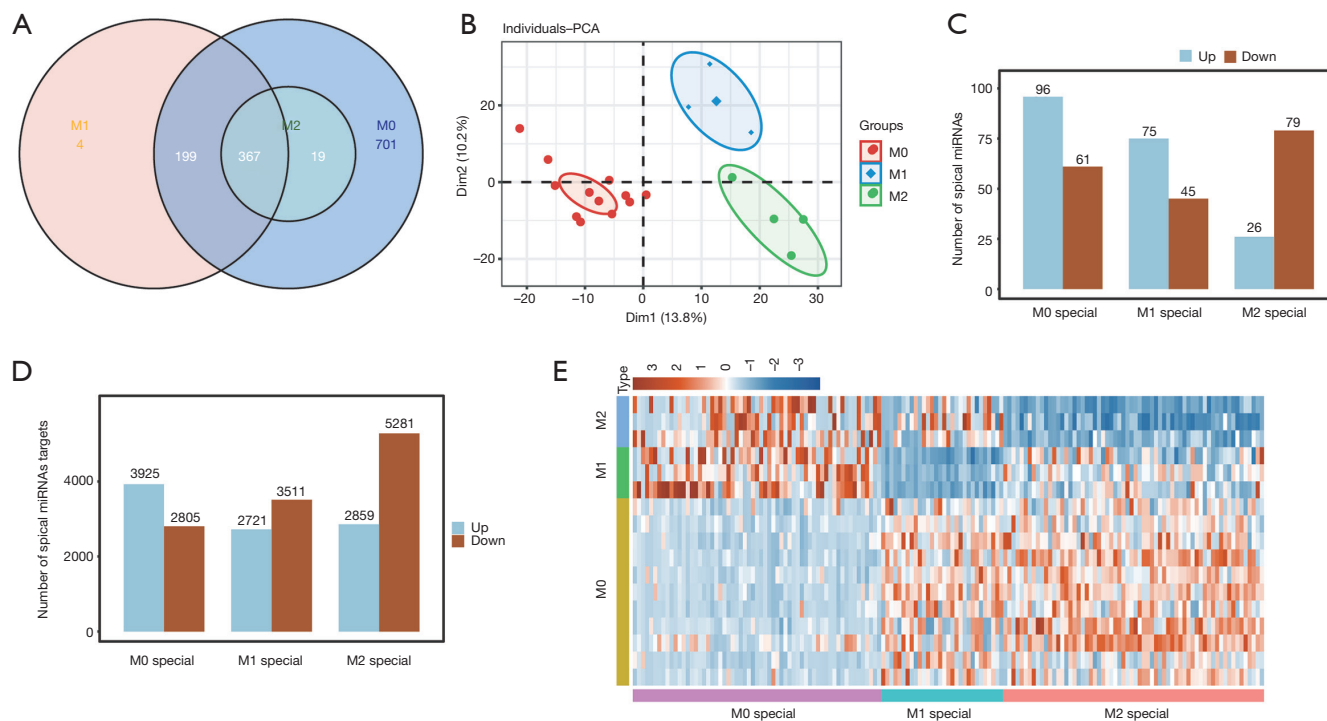 A
M1
4
199
367
M2
19
M0
701
B
Individuals–PCA
Dim2 (10.2%)
20
0
−20
−20
−10
0
10
20
30
Dim1 (13.8%)
Groups
M0
M1
M2
C
Up
Down
Number of spical miRNAs
100
75
50
25
0
96
61
75
45
26
79
M0 special
M1 special
M2 special
D
Number of spical miRNAs targets
4000
2000
0
3925
2805
2721
3511
2859
5281
M0 special
M1 special
M2 special
Up
Down
E
Type
3
2
1
0
−1
−2
−3
M2
M1
M0
M0 special
M1 special
M2 special